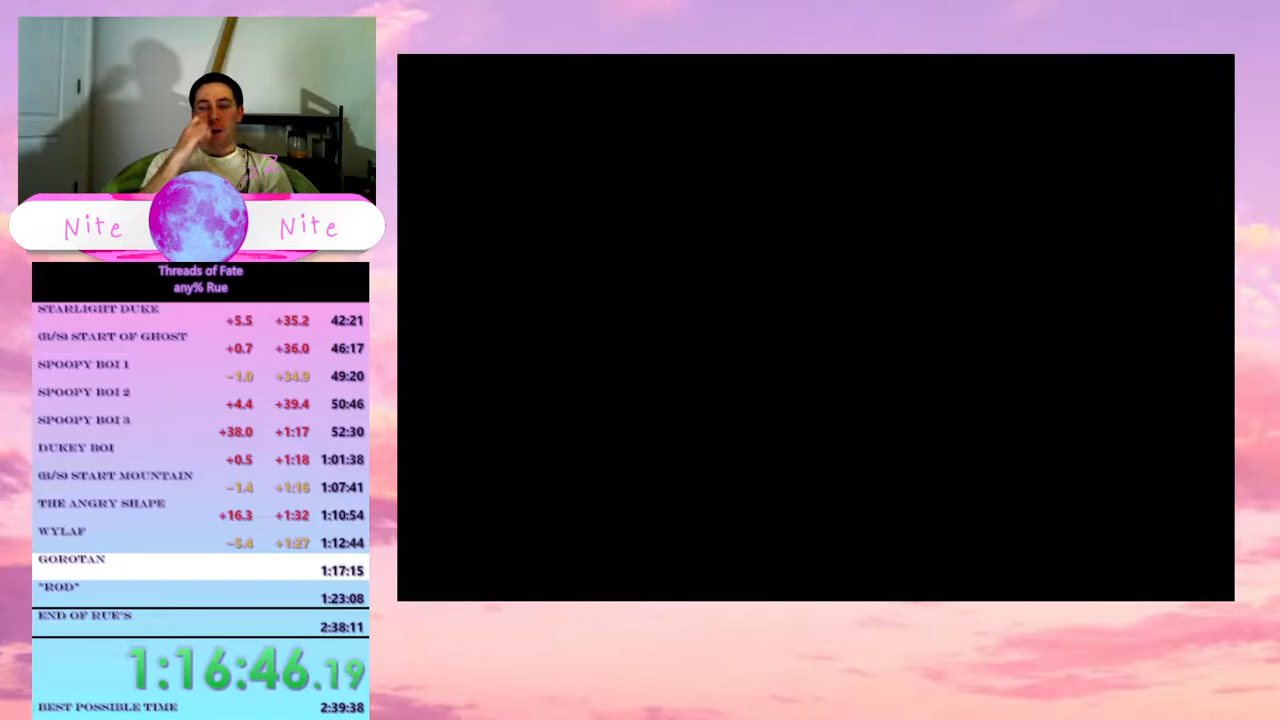 Nite Nite
Threads of Fate
any% Rue
STARLIGHT DUKE
+5.5 +35.2 42:21
(B/S) START OF GHOST
+0.7 +36.0 46:17
SPOOPY BOI 1
-1.0 +34.9 49:20
SPOOPY BOI 2
+4.4 +39.4 50:46
SPOOPY BOI 3
+38.0 +1:17 52:30
DUKEY BOI
+0.5 +1:18 1:01:38
(B/S) START MOUNTAIN
-1.4 +1:16 1:07:41
THE ANGRY SHAPE
+16.3 +1:32 1:10:54
WYLAF
-5.4 +1:27 1:12:44
GOROTAN
1:17:15
"ROD"
1:23:08
END OF RUE'S
2:38:11
1:16:46.19
BEST POSSIBLE TIME 2:39:38